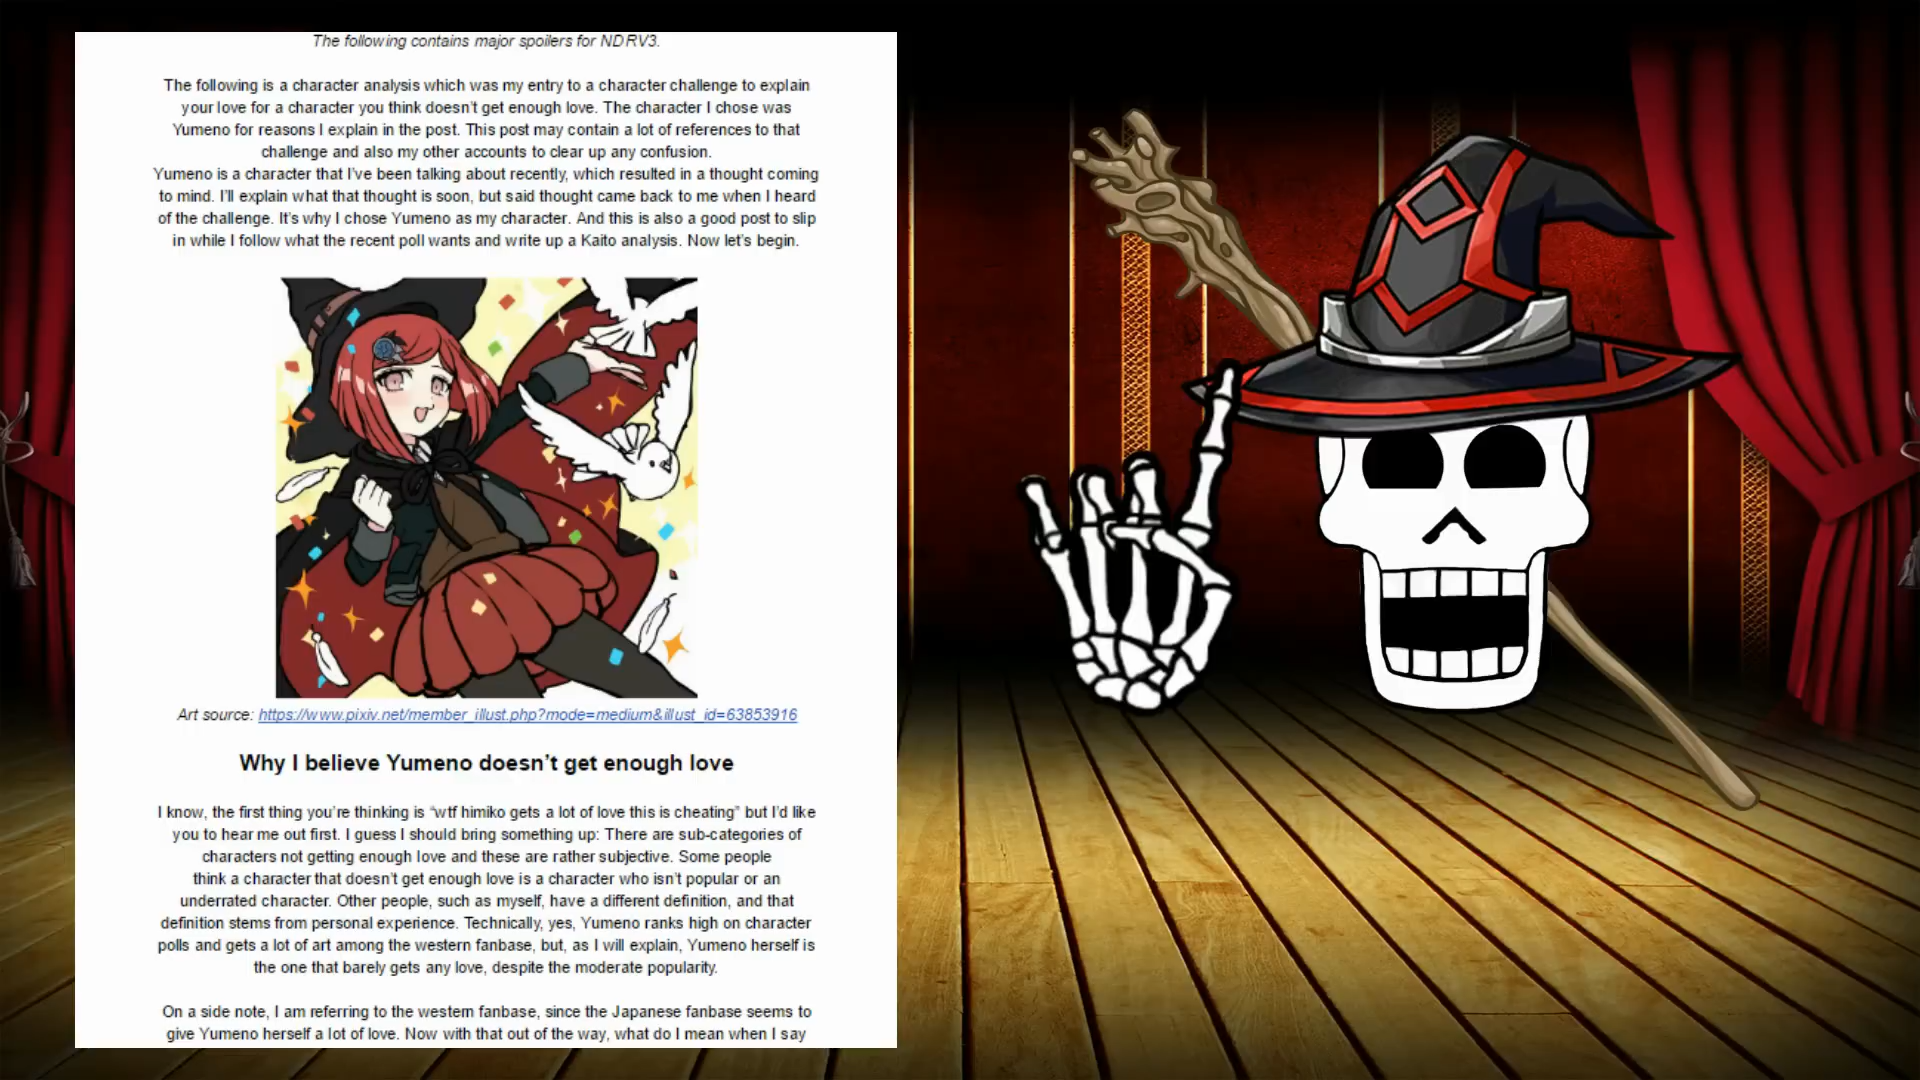 The following contains major spoilers for NDRV3.
The following is a character analysis which was my entry to a character challenge to explain
your love for a character you think doesn't get enough love. The character I chose was
Yumeno for reasons I explain in the post. This post may contain a lot of references to that
challenge and also my other accounts to clear up any confusion.
Yumeno is a character that I've been talking about recently, which resulted in a thought coming
to mind. I'll explain what that thought is soon, but said thought came back to me when I heard
of the challenge. It's why I chose Yumeno as my character. And this is also a good post to slip
in while I follow what the recent poll wants and write up a Kaito analysis. Now let's begin.
Art source: https://www.pixiv.net/member_illust.php?mode=medium&illust_id=63853916
Why I believe Yumeno doesn't get enough love
I know, the first thing you're thinking is “wtf himiko gets a lot of love this is cheating” but I'd like
you to hear me out first. I guess I should bring something up: There are sub-categories of
characters not getting enough love and these are rather subjective. Some people
think a character that doesn't get enough love is a character who isn't popular or an
underrated character. Other people, such as myself, have a different definition, and that
definition stems from personal experience. Technically, yes, Yumeno ranks high on character
polls and gets a lot of art among the western fanbase, but, as I will explain, Yumeno herself is
the one that barely gets any love, despite the moderate popularity.
On a side note, I am referring to the western fanbase, since the Japanese fanbase seems to
give Yumeno herself a lot of love. Now with that out of the way, what do I mean when I say